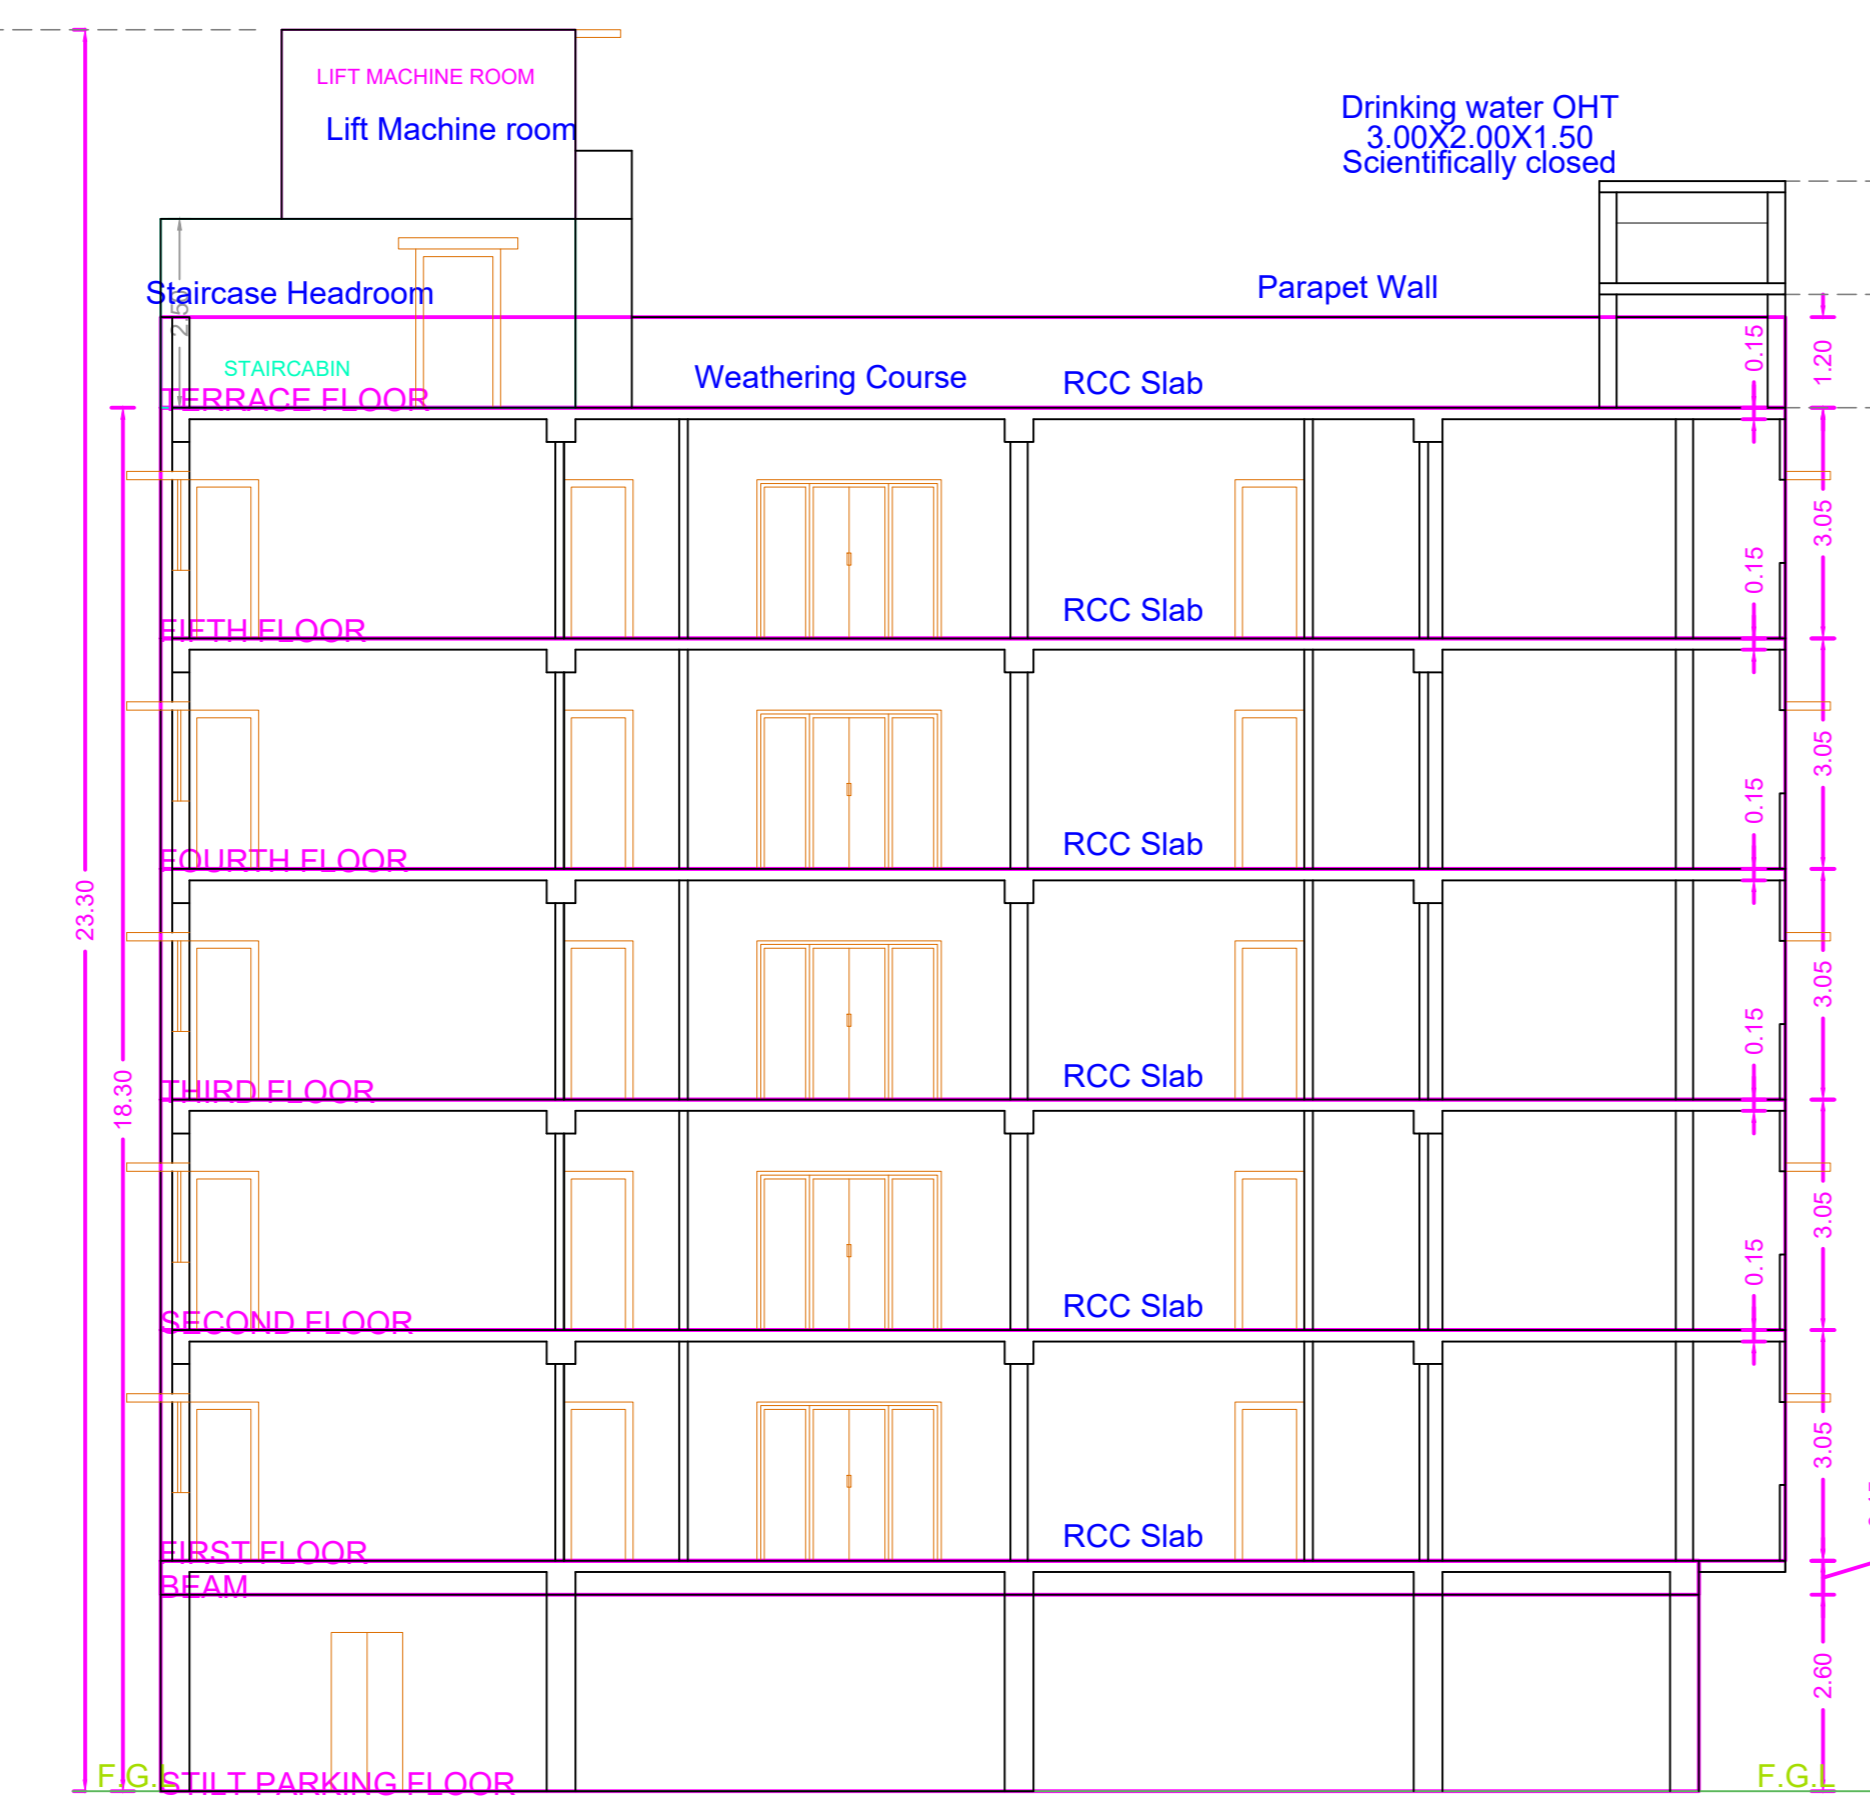 LIFT MACHINE ROOM
Lift Machine room
Drinking water OHT
3.00X2.00X1.50
Scientifically closed
Staircase Headroom
2.50
Parapet Wall
STAIRCABIN
TERRACE FLOOR
Weathering Course
RCC Slab
0.15
1.20
3.05
0.15
FIFTH FLOOR
RCC Slab
3.05
0.15
FOURTH FLOOR
RCC Slab
23.30
3.05
0.15
18.30
THIRD FLOOR
RCC Slab
3.05
0.15
SECOND FLOOR
RCC Slab
3.05
FIRST FLOOR
RCC Slab
BEAM
2.60
F.G.L
STILT PARKING FLOOR
F.G.L